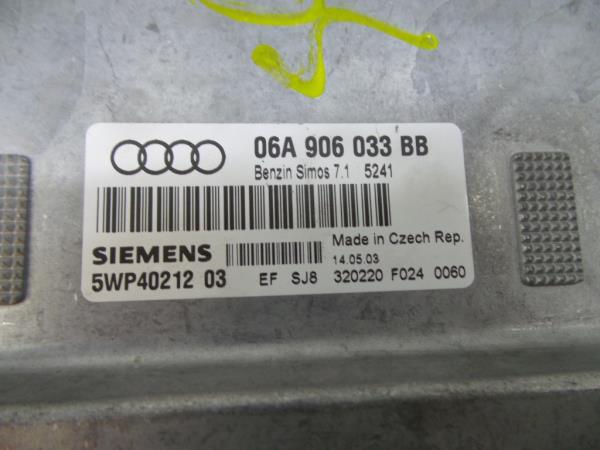 06A 906 033 BB
Benzin Simos 7.1 5241
SIEMENS Made in Czech Rep.
14.05.03
5WP40212 03 EF SJ8 320220 F024 0060